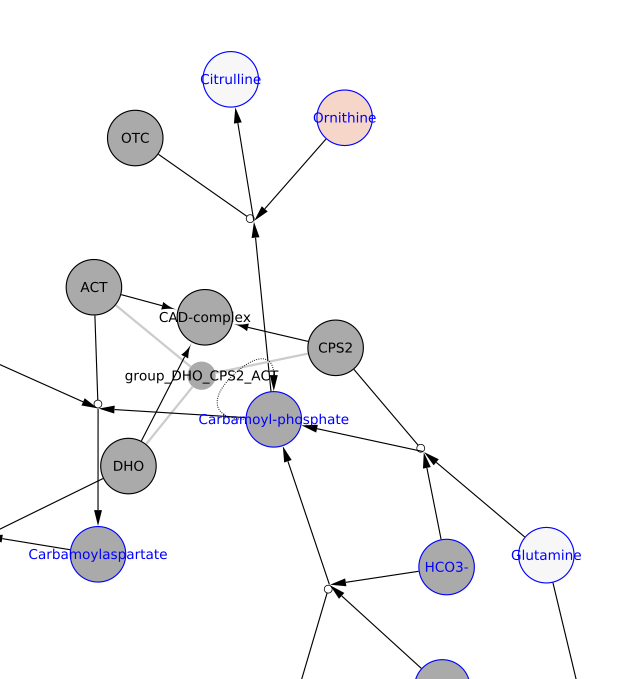 Citrulline
Ornithine
OTC
ACT
CAD-complex
CPS2
group_DHO_CPS2_ACT
Carbamoyl-phosphate
DHO
Carbamoylaspartate
HCO3-
Glutamine